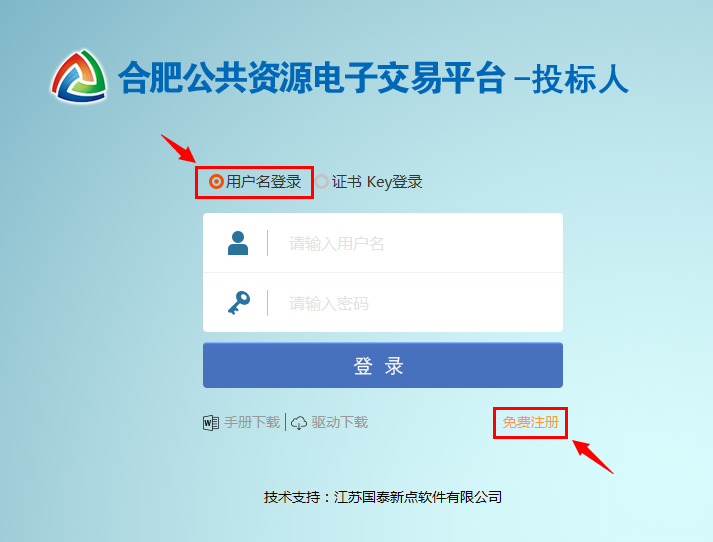 合肥公共资源电子交易平台－投标人
用户名登录 证书 Key登录
请输入用户名
请输入密码
登 录
手册下载 驱动下载 免费注册
技术支持：江苏国泰新点软件有限公司